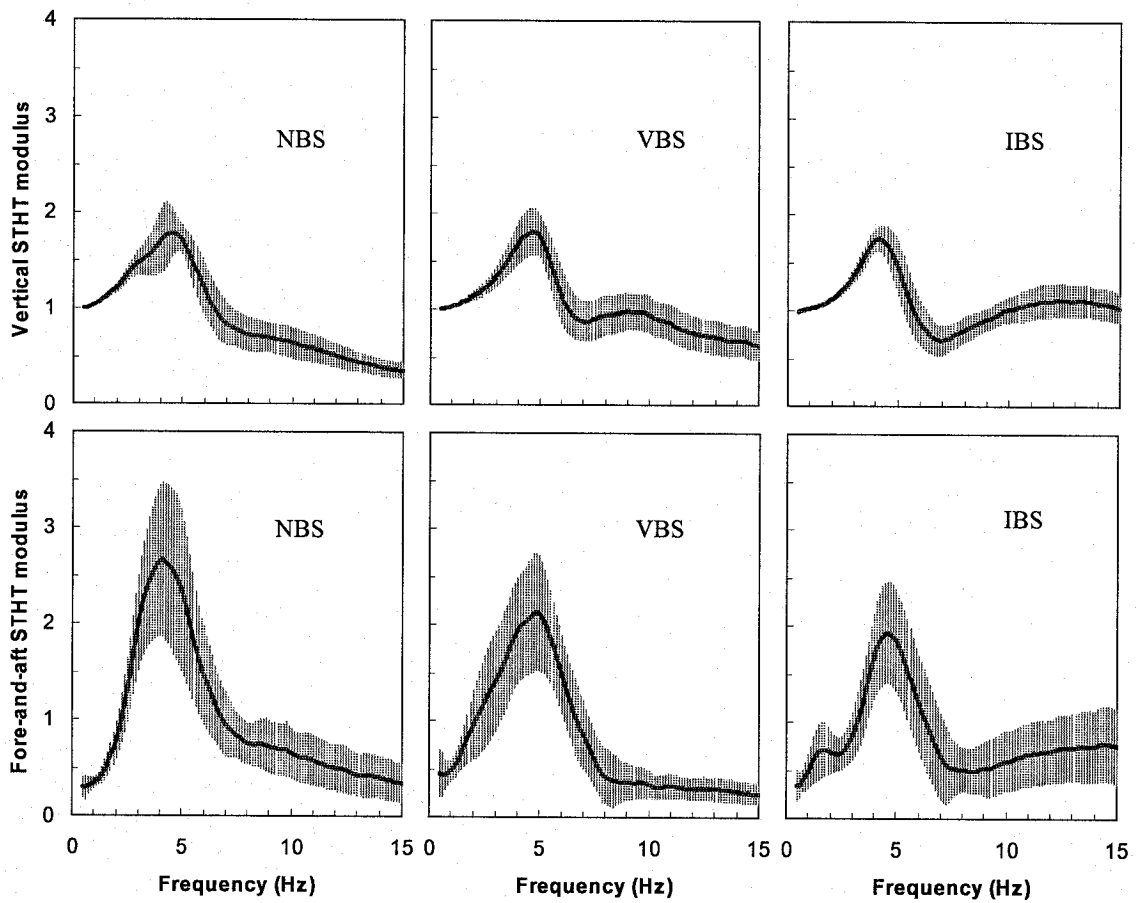 4
3
2
1
0
Vertical STHT modulus
NBS
VBS
IBS
4
3
2
1
0
Fore-and-aft STHT modulus
NBS
VBS
IBS
0 5 10 15 0 5 10 15 0 5 10 15
Frequency (Hz) Frequency (Hz) Frequency (Hz)